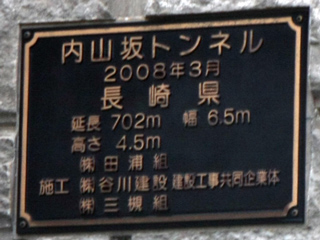 内山坂トンネル
2008年3月
長崎県
延長 702m 幅 6.5m
高さ 4.5m
㈱田浦組
施工 ㈱谷川建設 建設工事共同企業体
㈱三槻組